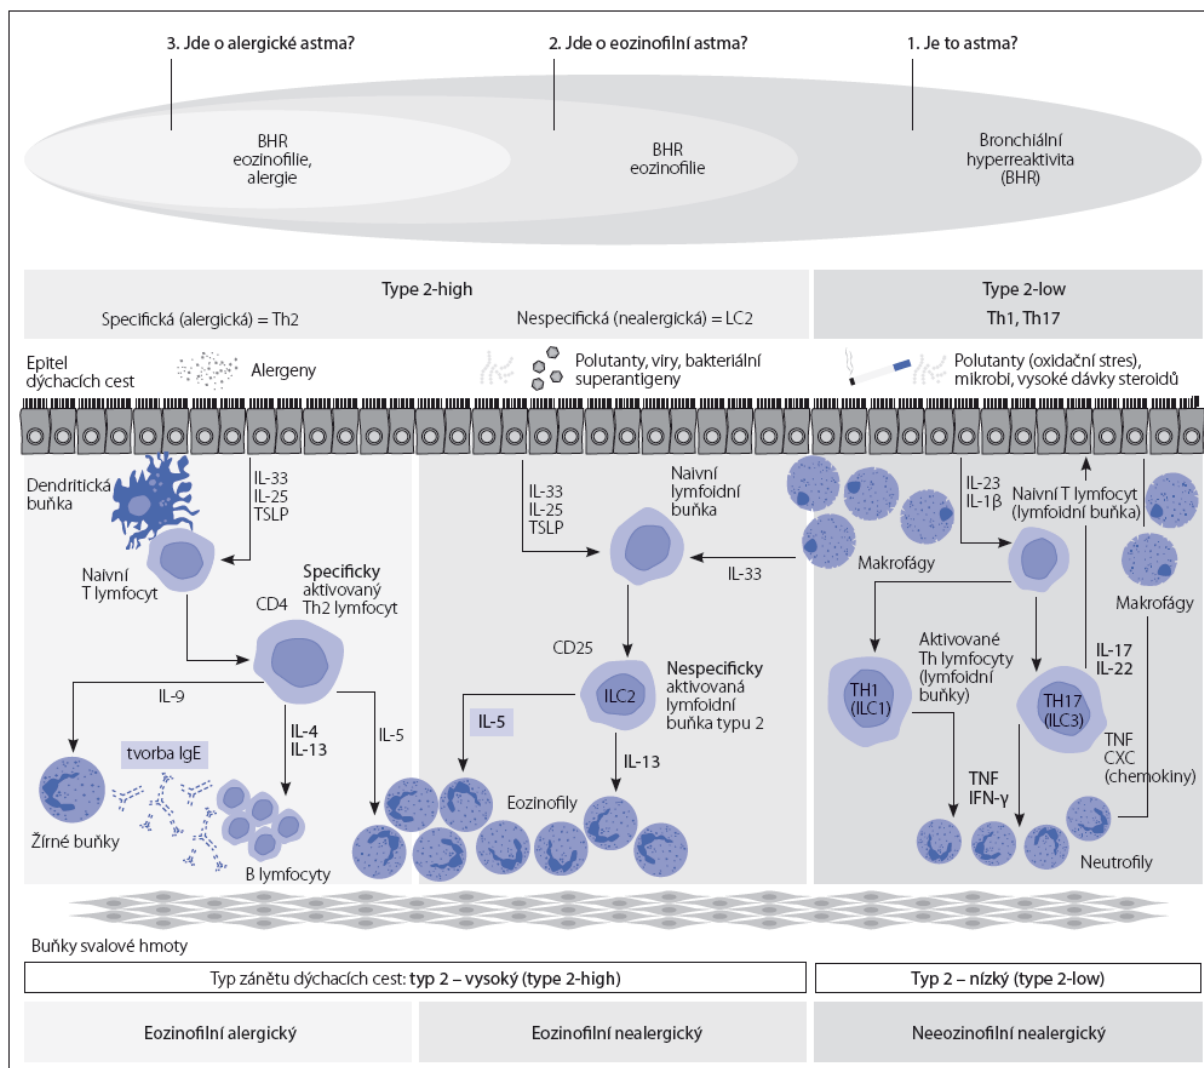 3. Jde o alergické astma?
2. Jde o eozinofilní astma?
1. Je to astma?
BHR
eozinofilie,
alergie
BHR
eozinofilie
Bronchiální
hyperreaktivita
(BHR)
Type 2-high
Specifická (alergická) = Th2
Nespecifická (nealergická) = LC2
Type 2-low
Th1, Th17
Epitel
dýchacích cest
Alergeny
Polutanty, viry, bakteriální
superantigeny
Polutanty (oxidační stres),
mikrobi, vysoké dávky steroidů
Dendritická
buňka
IL-33
IL-25
TSLP
Naivní
T lymfocyt
CD4
Specificky
aktivovaný
Th2 lymfocyt
IL-9
IL-4
IL-13
IL-5
tvorba IgE
Žírné buňky
B lymfocyty
IL-33
IL-25
TSLP
Naivní
lymfoidní
buňka
IL-33
CD25
ILC2
Nespecificky
aktivovaná
lymfoidní
buňka typu 2
IL-5
IL-13
Eozinofily
Makrofágy
IL-23
IL-1β
Naivní T lymfocyt
(lymfoidní buňka)
Makrofágy
Aktivované
Th lymfocyty
(lymfoidní
buňky)
TH1
(ILC1)
TH17
(ILC3)
IL-17
IL-22
TNF
CXC
(chemokiny)
TNF
IFN-γ
Neutrofily
Buňky svalové hmoty
Typ zánětu dýchacích cest: typ 2 – vysoký (type 2-high)
Typ 2 – nízký (type 2-low)
Eozinofilní alergický
Eozinofilní nealergický
Neeozinofilní nealergický